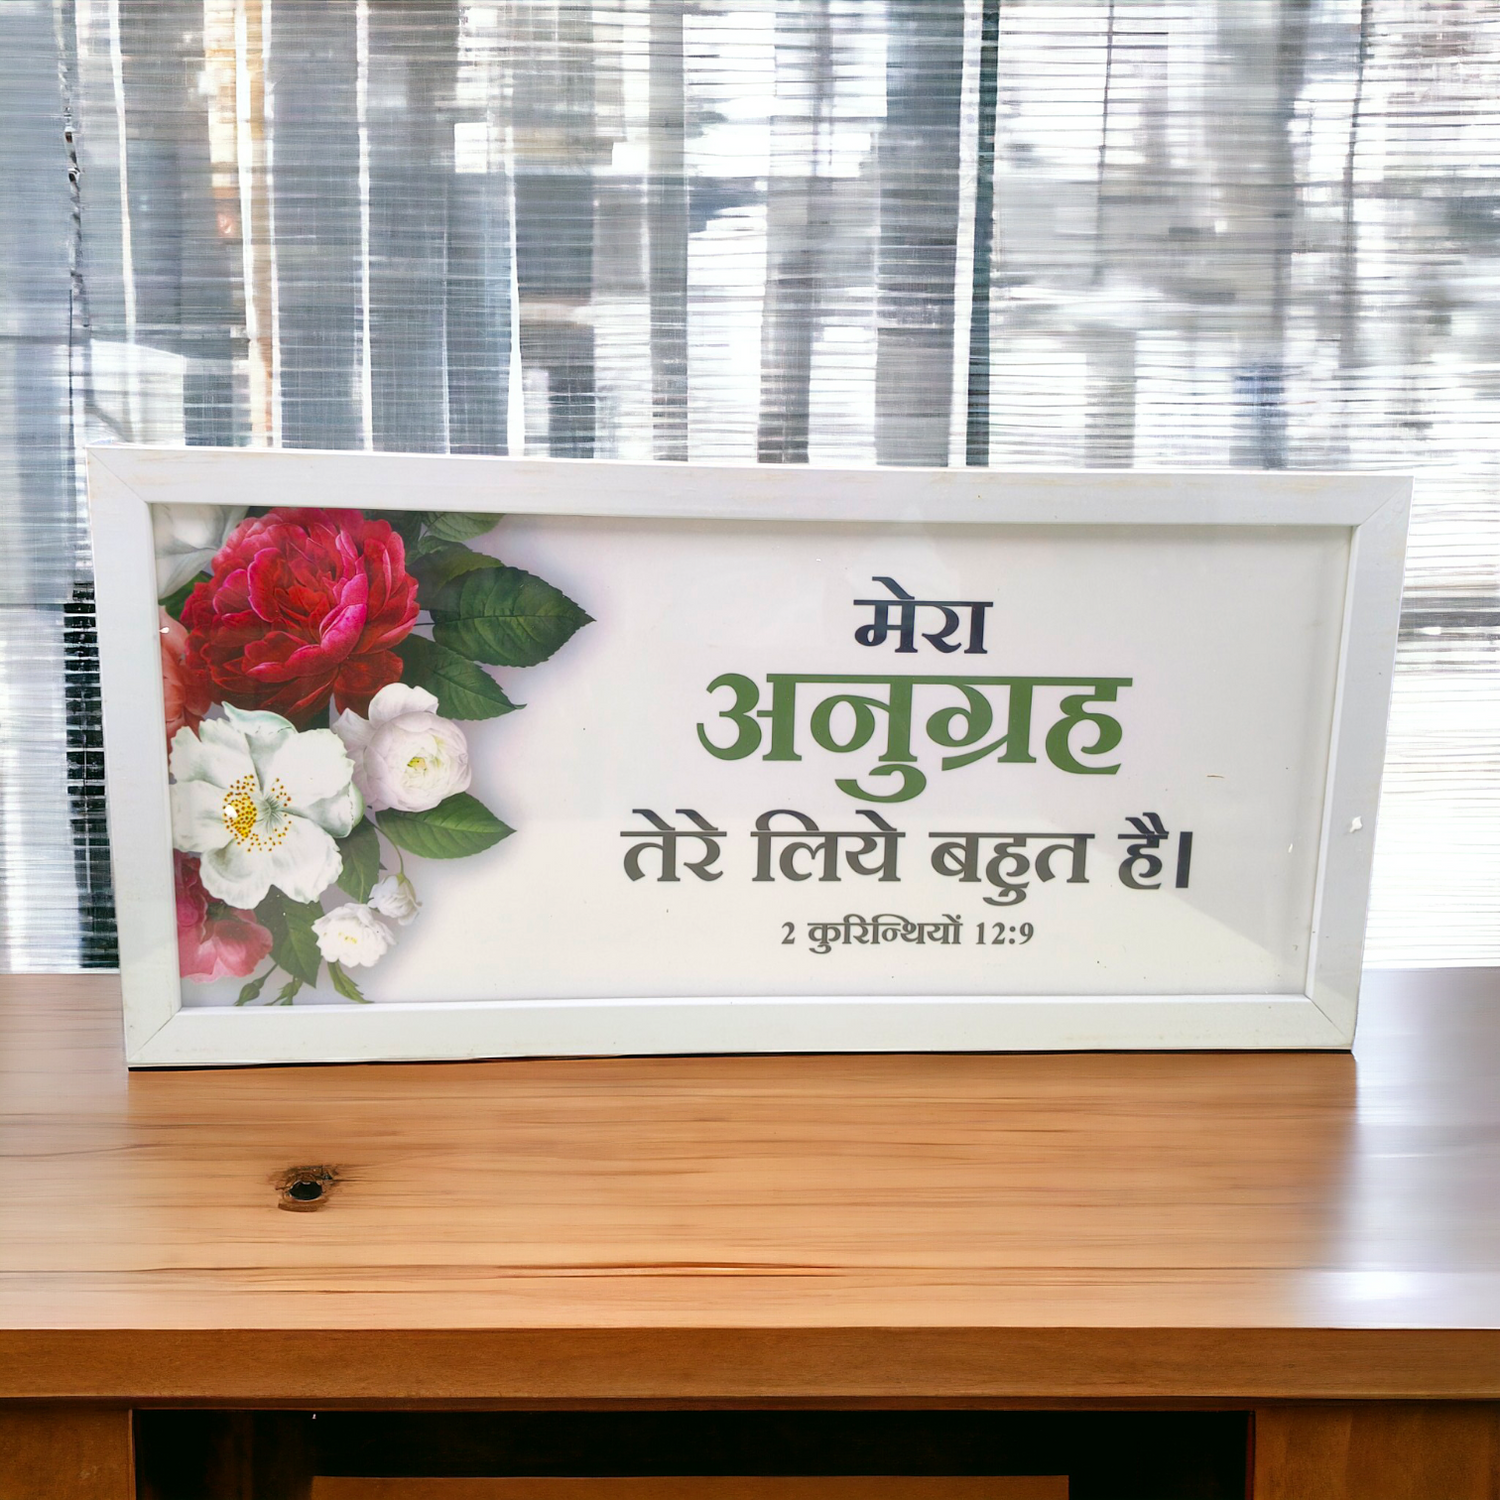 मेरा
अनुग्रह
तेरे लिये बहुत है।
2 कुरिन्थियों 12:9